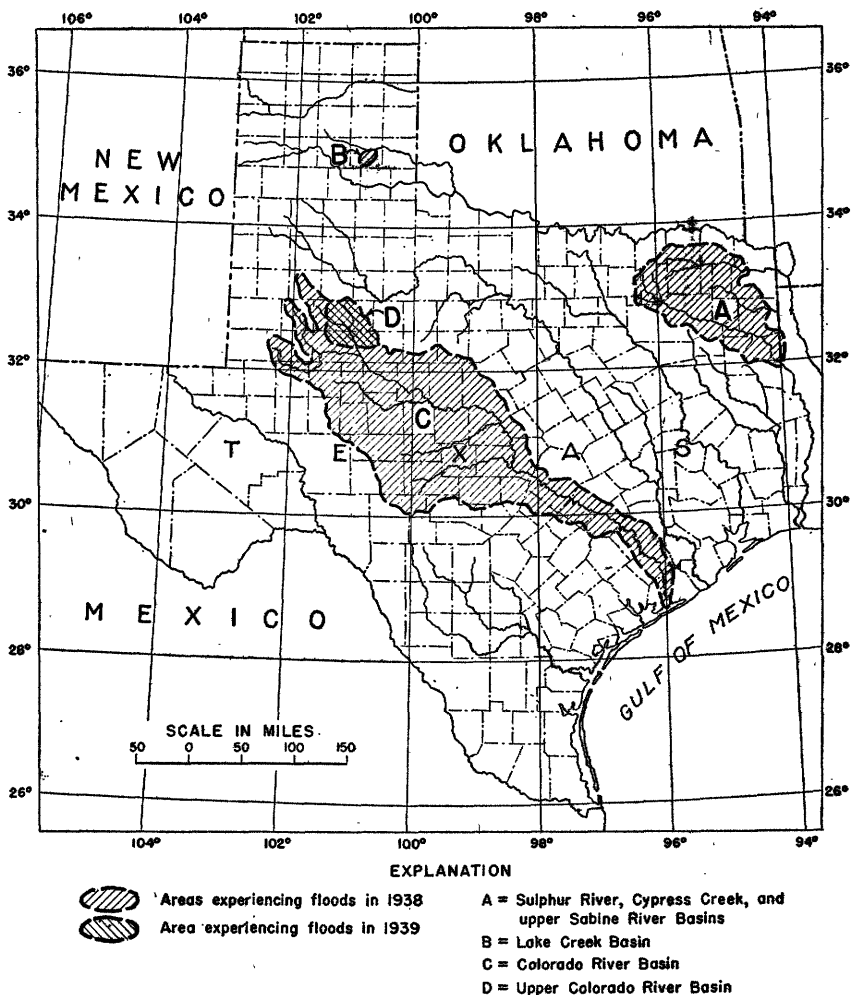 106° 102° 100° 98° 96° 94°
36° 36°
OKLAHOMA
NEW
MEXICO
B
34° 34°
A
D
32° 32°
C
T E X A S
30° 30°
MEXICO
GULF OF MEXICO
28° 28°
SCALE IN MILES
50 0 50 100 150
26° 26°
104° 102° 100° 98° 96° 94°
EXPLANATION
Areas experiencing floods in 1938
Area experiencing floods in 1939
A = Sulphur River, Cypress Creek, and
upper Sabine River Basins
B = Lake Creek Basin
C = Colorado River Basin
D = Upper Colorado River Basin